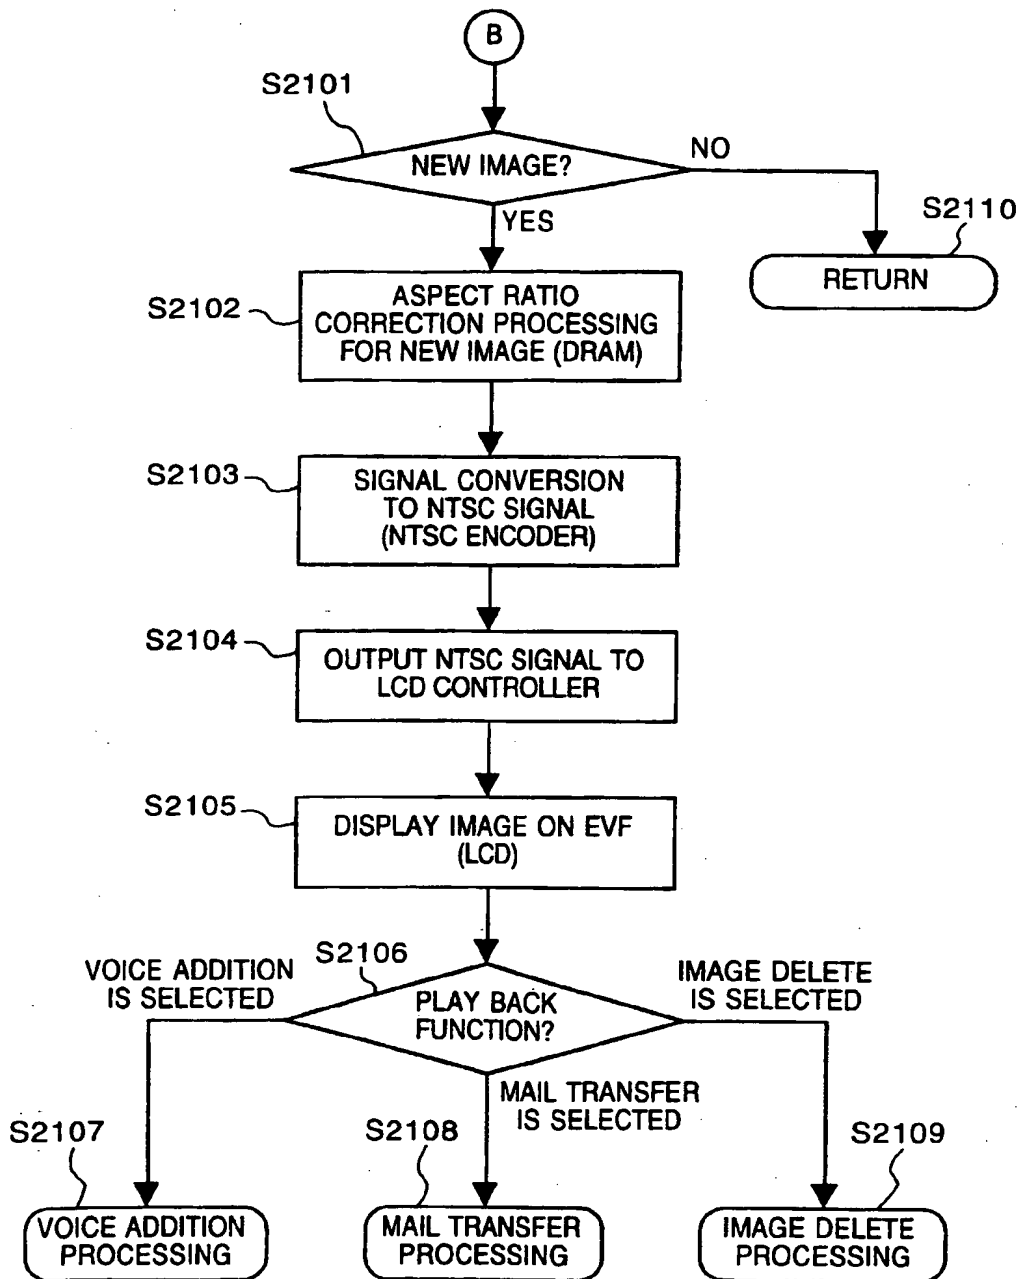 B
S2101
NEW IMAGE?
NO
YES
S2110
RETURN
S2102
ASPECT RATIO
CORRECTION PROCESSING
FOR NEW IMAGE (DRAM)
S2103
SIGNAL CONVERSION
TO NTSC SIGNAL
(NTSC ENCODER)
S2104
OUTPUT NTSC SIGNAL TO
LCD CONTROLLER
S2105
DISPLAY IMAGE ON EVF
(LCD)
S2106
PLAY BACK
FUNCTION?
VOICE ADDITION
IS SELECTED
IMAGE DELETE
IS SELECTED
MAIL TRANSFER
IS SELECTED
S2107
VOICE ADDITION
PROCESSING
S2108
MAIL TRANSFER
PROCESSING
S2109
IMAGE DELETE
PROCESSING